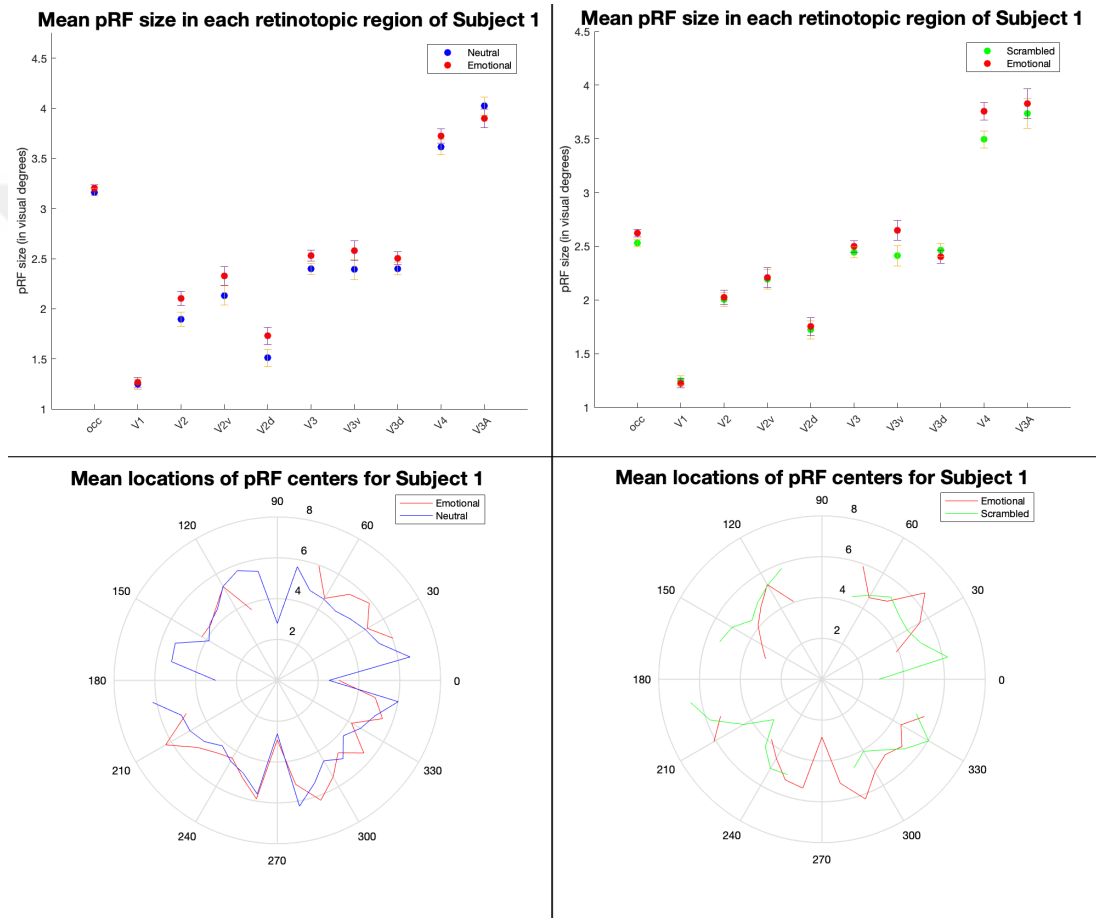 Mean pRF size in each retinotopic region of Subject 1
4.5
4
3.5
3
2.5
2
1.5
1
pRF size (in visual degrees)
Neutral
Emotional
occ
V1
V2
V2v
V2d
V3
V3v
V3d
V4
V3A
Mean pRF size in each retinotopic region of Subject 1
4.5
4
3.5
3
2.5
2
1.5
1
pRF size (in visual degrees)
Scrambled
Emotional
occ
V1
V2
V2v
V2d
V3
V3v
V3d
V4
V3A
Mean locations of pRF centers for Subject 1
Emotional
Neutral
90
120
60
150
30
180
0
210
330
240
300
270
8
6
4
2
Mean locations of pRF centers for Subject 1
Emotional
Scrambled
90
120
60
150
30
180
0
210
330
240
300
270
8
6
4
2